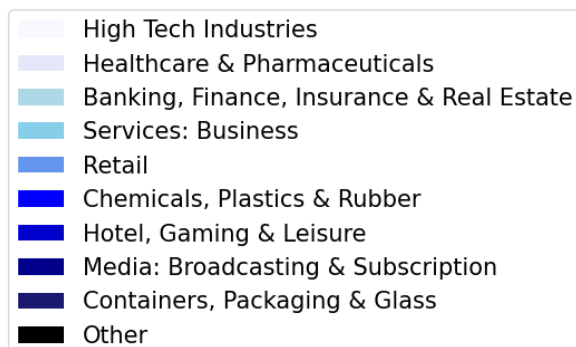 High Tech Industries
Healthcare & Pharmaceuticals
Banking, Finance, Insurance & Real Estate
Services: Business
Retail
Chemicals, Plastics & Rubber
Hotel, Gaming & Leisure
Media: Broadcasting & Subscription
Containers, Packaging & Glass
Other